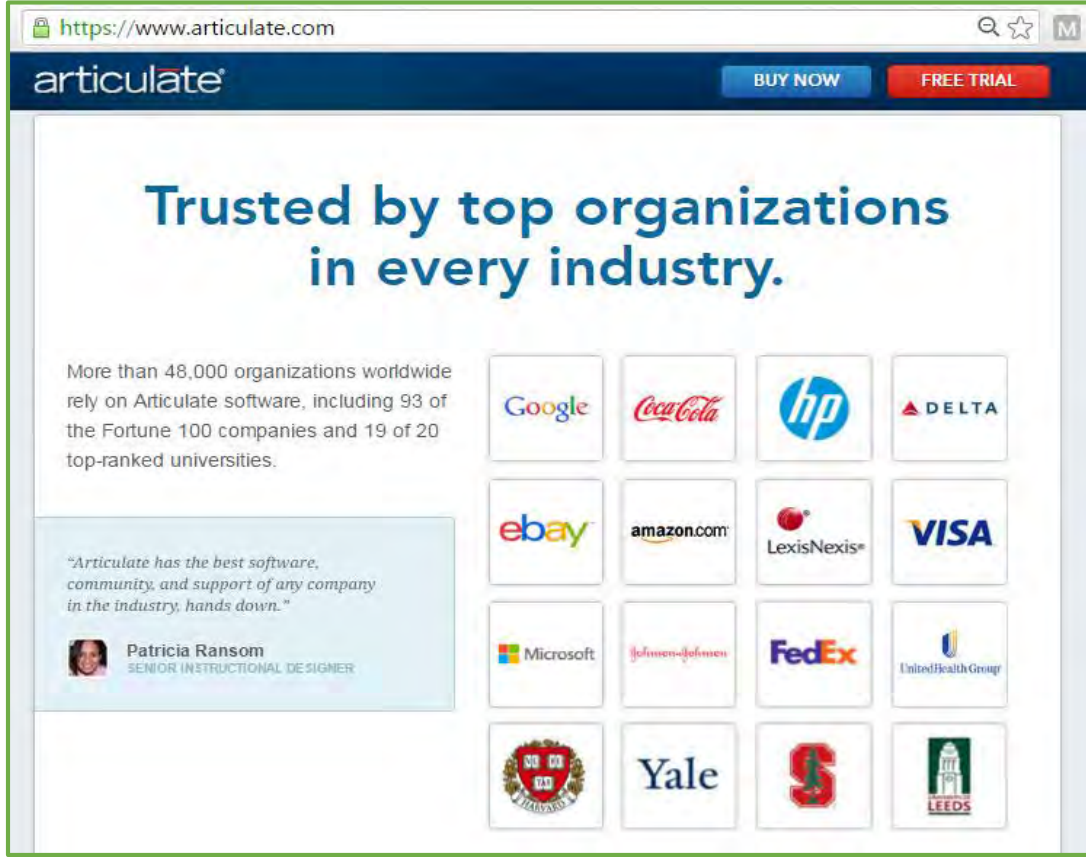 https://www.articulate.com
M
articulate®
BUY NOW
FREE TRIAL
Trusted by top organizations
in every industry.
More than 48,000 organizations worldwide
rely on Articulate software, including 93 of
the Fortune 100 companies and 19 of 20
top-ranked universities.
“Articulate has the best software,
community, and support of any company
in the industry, hands down.”
Patricia Ransom
SENIOR INSTRUCTIONAL DESIGNER
Google
Coca-Cola
hp
DELTA
ebay
amazon.com
LexisNexis®
VISA
Microsoft
Johnson & Johnson
FedEx
UnitedHealth Group
VE RI TAS
HARVARD
Yale
S
LEEDS